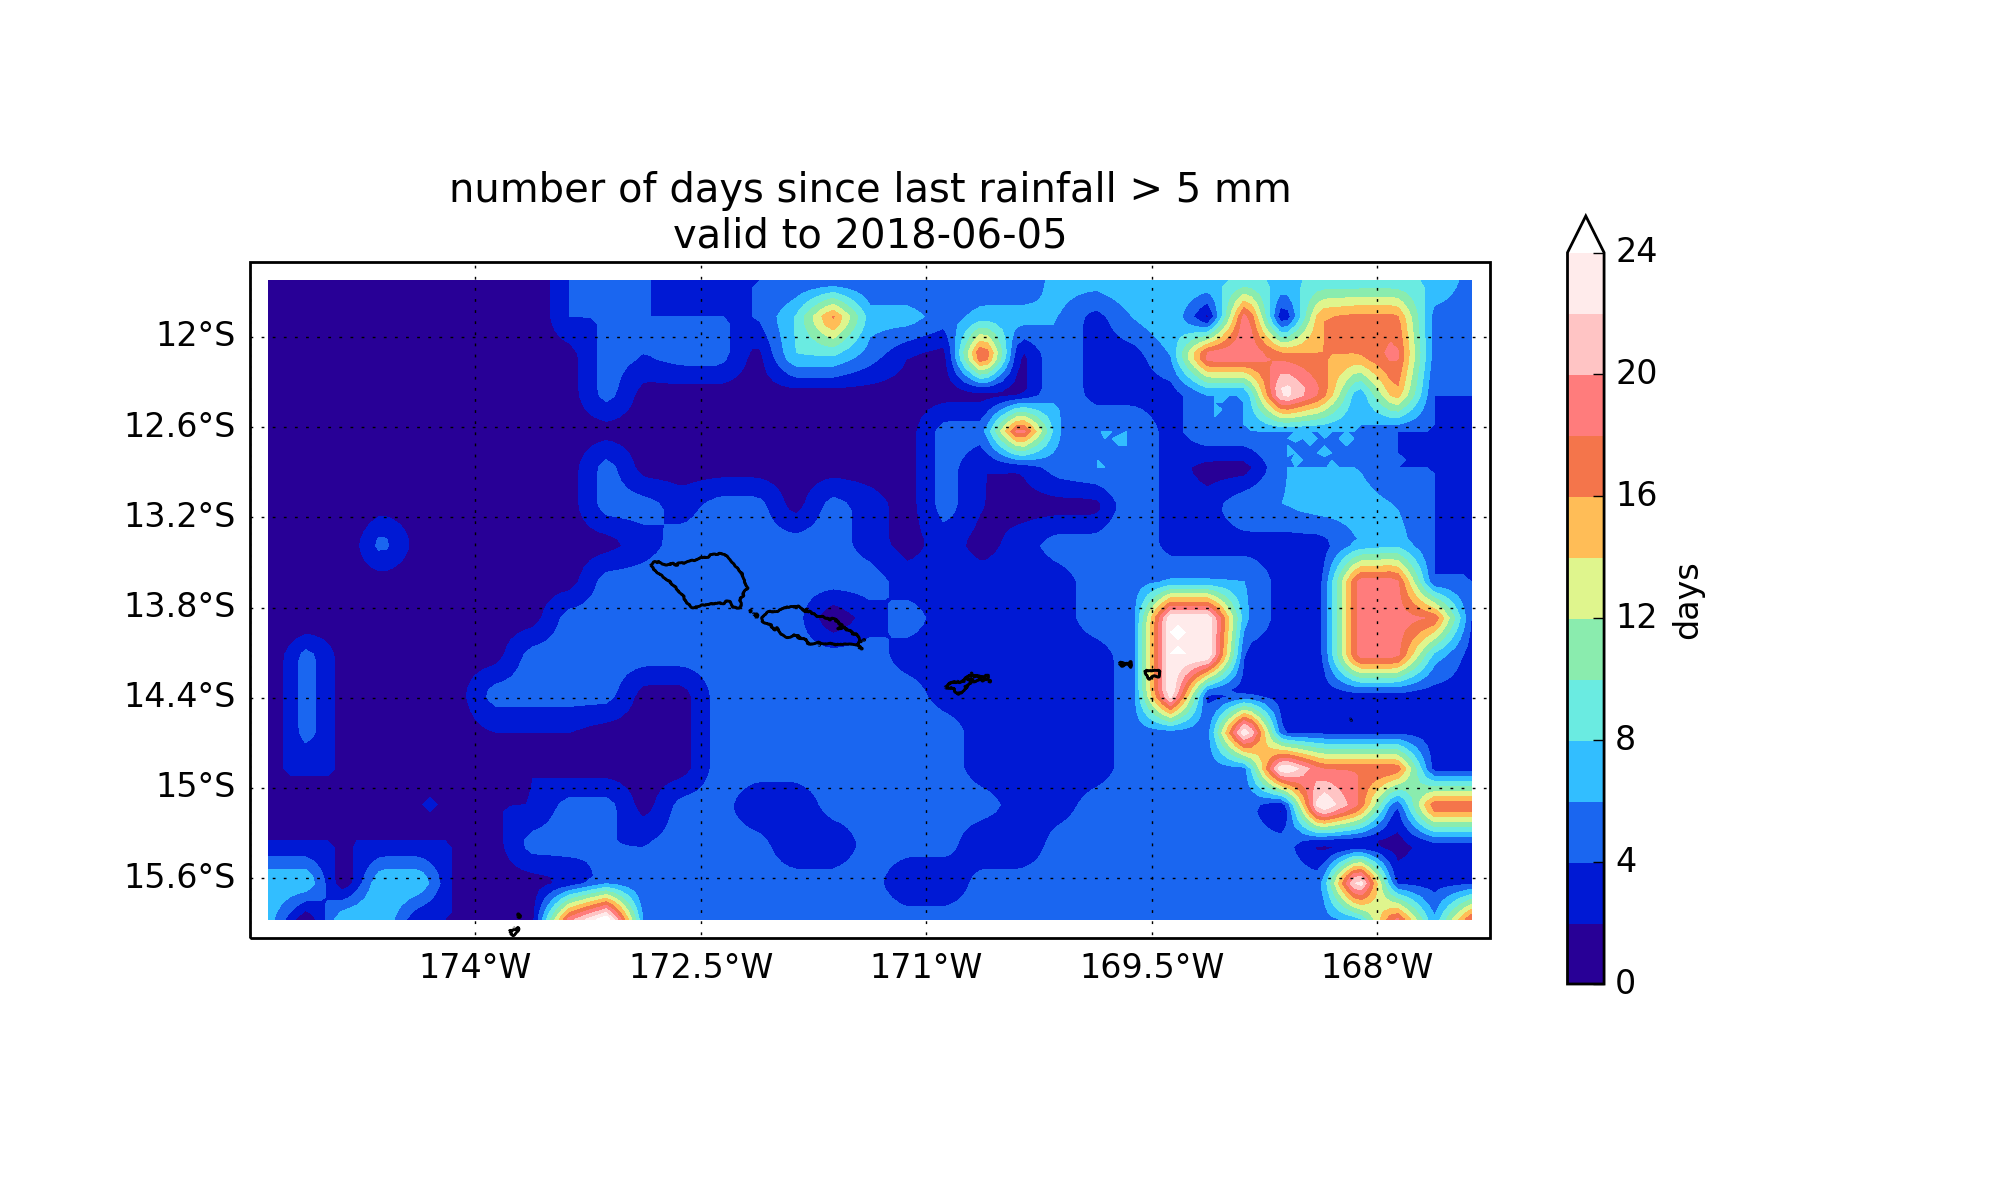 number of days since last rainfall > 5 mm
valid to 2018-06-05
12°S
12.6°S
13.2°S
13.8°S
14.4°S
15°S
15.6°S
174°W
172.5°W
171°W
169.5°W
168°W
24
20
16
12
8
4
0
days